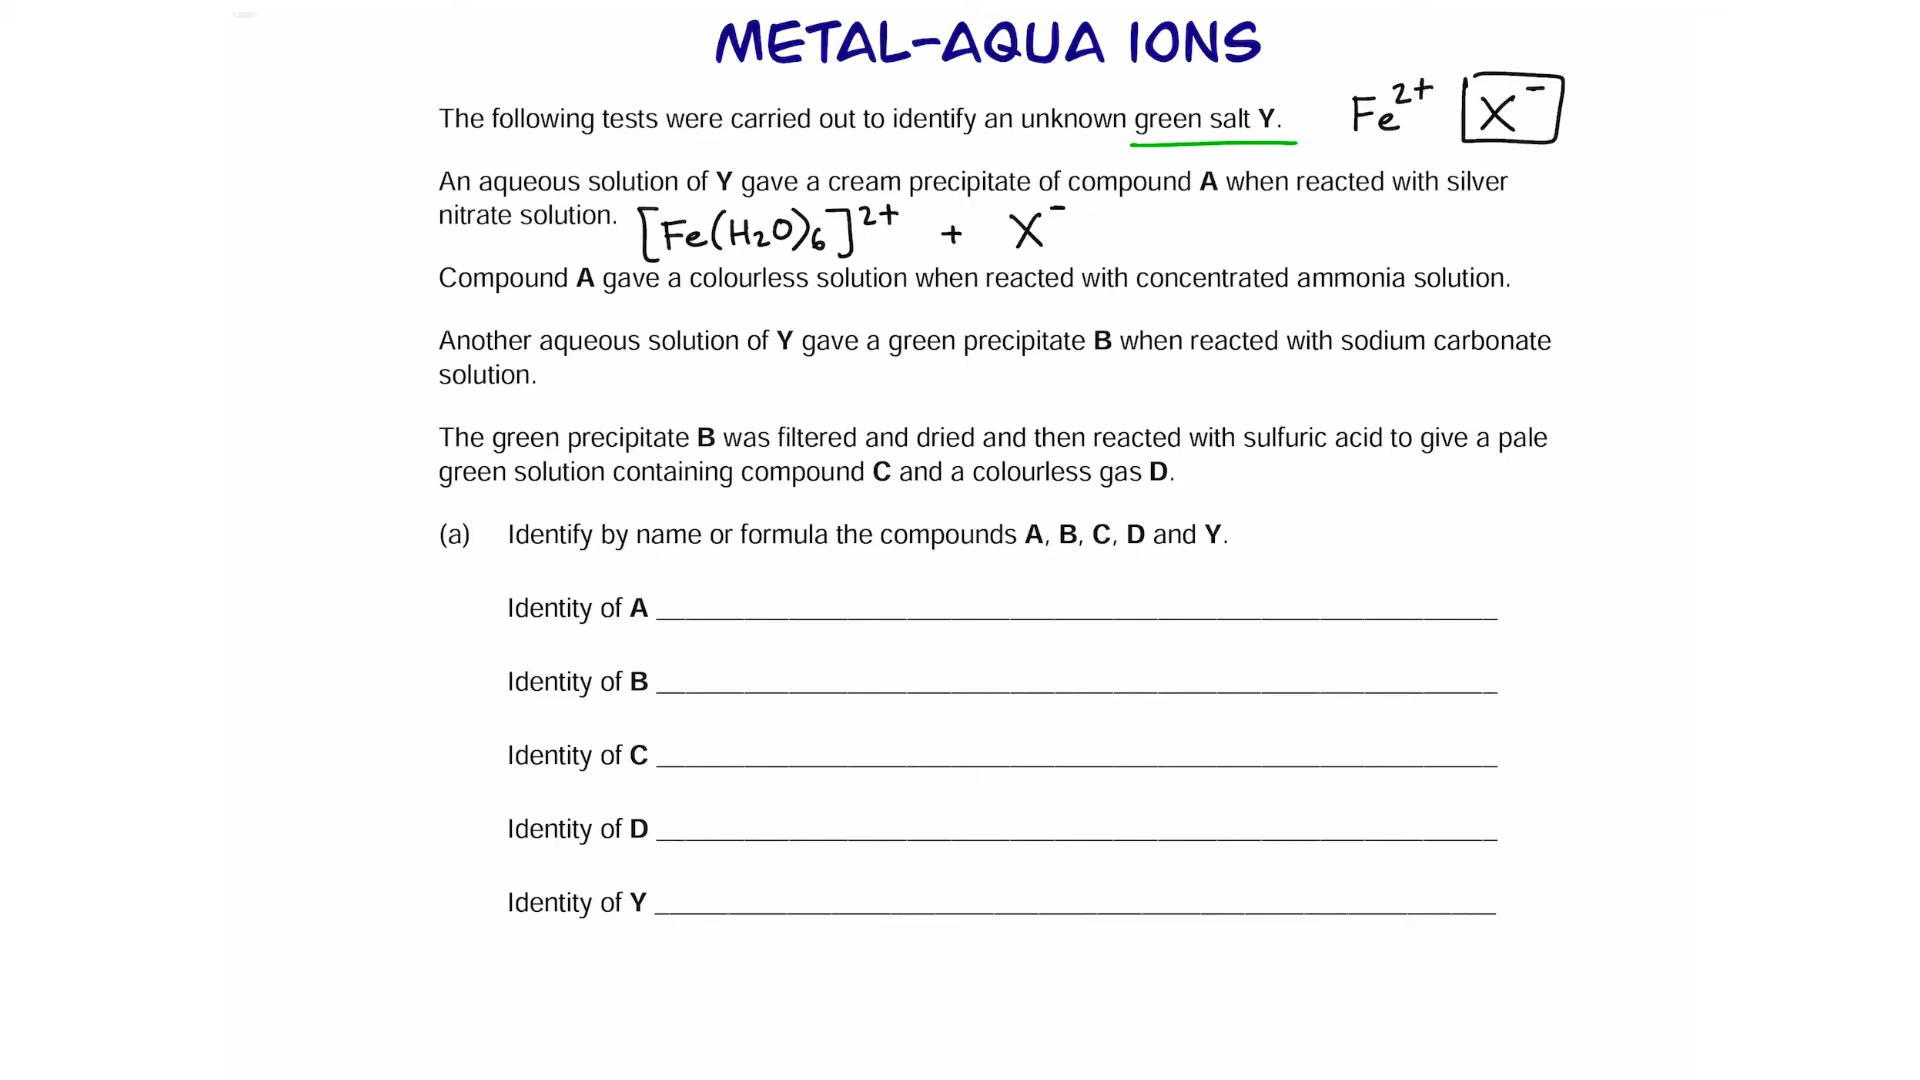 METAL-AQUA IONS
The following tests were carried out to identify an unknown green salt Y. Fe²⁺ X⁻
An aqueous solution of Y gave a cream precipitate of compound A when reacted with silver
nitrate solution. [Fe(H₂O)₆]²⁺ + X⁻
Compound A gave a colourless solution when reacted with concentrated ammonia solution.
Another aqueous solution of Y gave a green precipitate B when reacted with sodium carbonate
solution.
The green precipitate B was filtered and dried and then reacted with sulfuric acid to give a pale
green solution containing compound C and a colourless gas D.
(a) Identify by name or formula the compounds A, B, C, D and Y.
Identity of A
Identity of B
Identity of C
Identity of D
Identity of Y